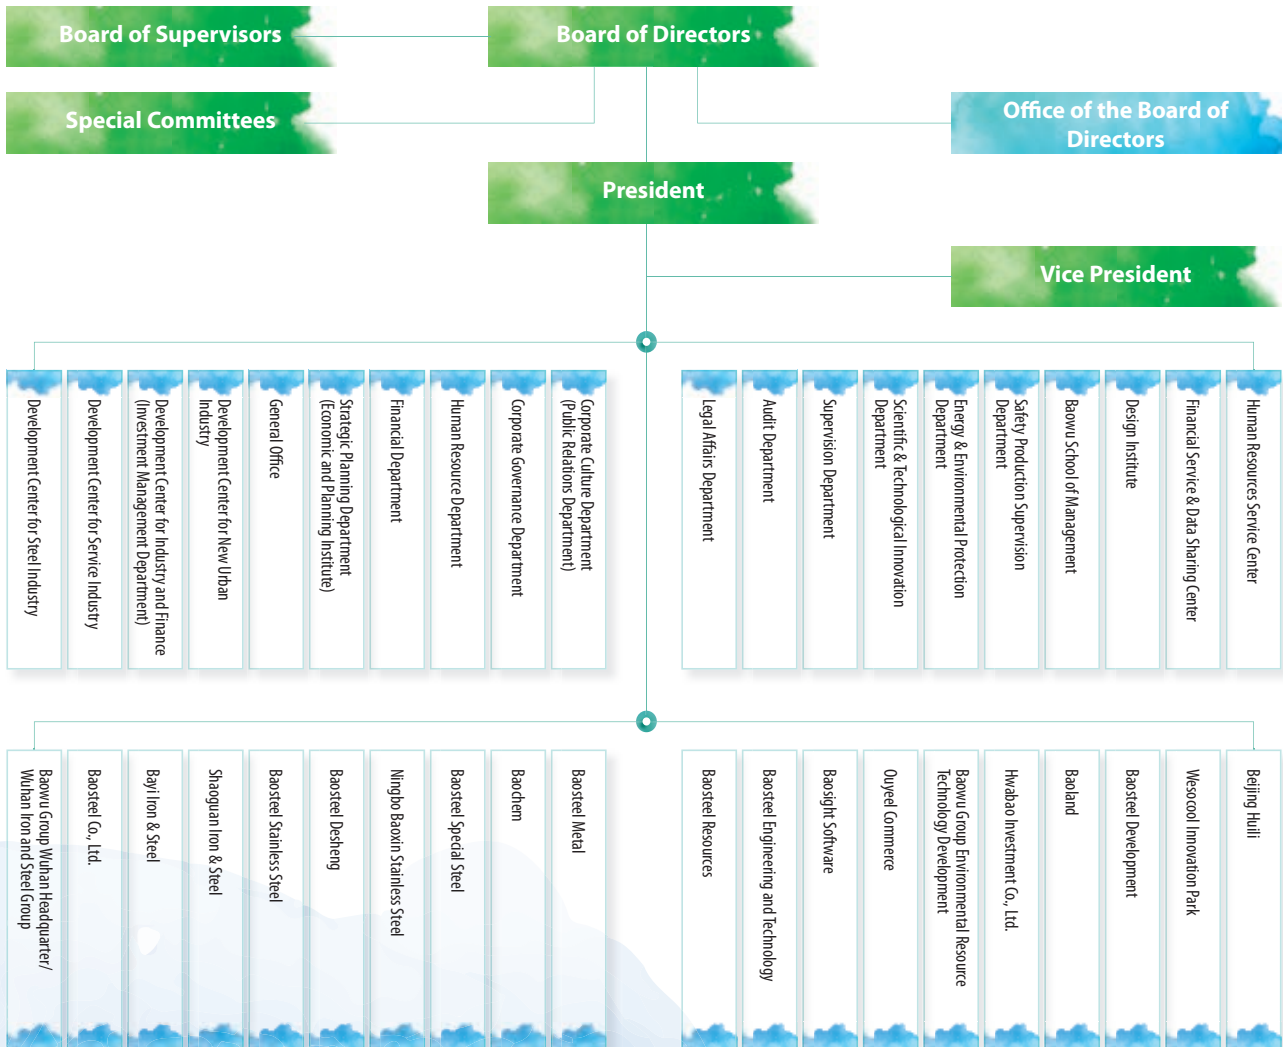 Board of Supervisors
Board of Directors
Special Committees
Office of the Board of
Directors
President
Vice President
Development Center for Steel Industry
Development Center for Service Industry
Development Center for Industry and Finance
(Investment Management Department)
Development Center for New Urban
Industry
General Office
Strategic Planning Department
(Economic and Planning Institute)
Financial Department
Human Resource Department
Corporate Governance Department
Corporate Culture Department
(Public Relations Department)
Legal Affairs Department
Audit Department
Supervision Department
Scientific & Technological Innovation
Department
Energy & Environmental Protection
Department
Safety Production Supervision
Department
Baowu School of Management
Design Institute
Financial Service & Data Sharing Center
Human Resources Service Center
Baowu Group Wuhan Headquarter/
Wuhan Iron and Steel Group
Baosteel Co., Ltd.
Bayi Iron & Steel
Shaoguan Iron & Steel
Baosteel Stainless Steel
Baosteel Desheng
Ningbo Baoxin Stainless Steel
Baosteel Special Steel
Baochem
Baosteel Metal
Baosteel Resources
Baosteel Engineering and Technology
Baosight Software
Ouyeel Commerce
Baowu Group Environmental Resource
Technology Development
Hwabao Investment Co., Ltd.
Baoland
Baosteel Development
Wesocool Innovation Park
Beijing Huili